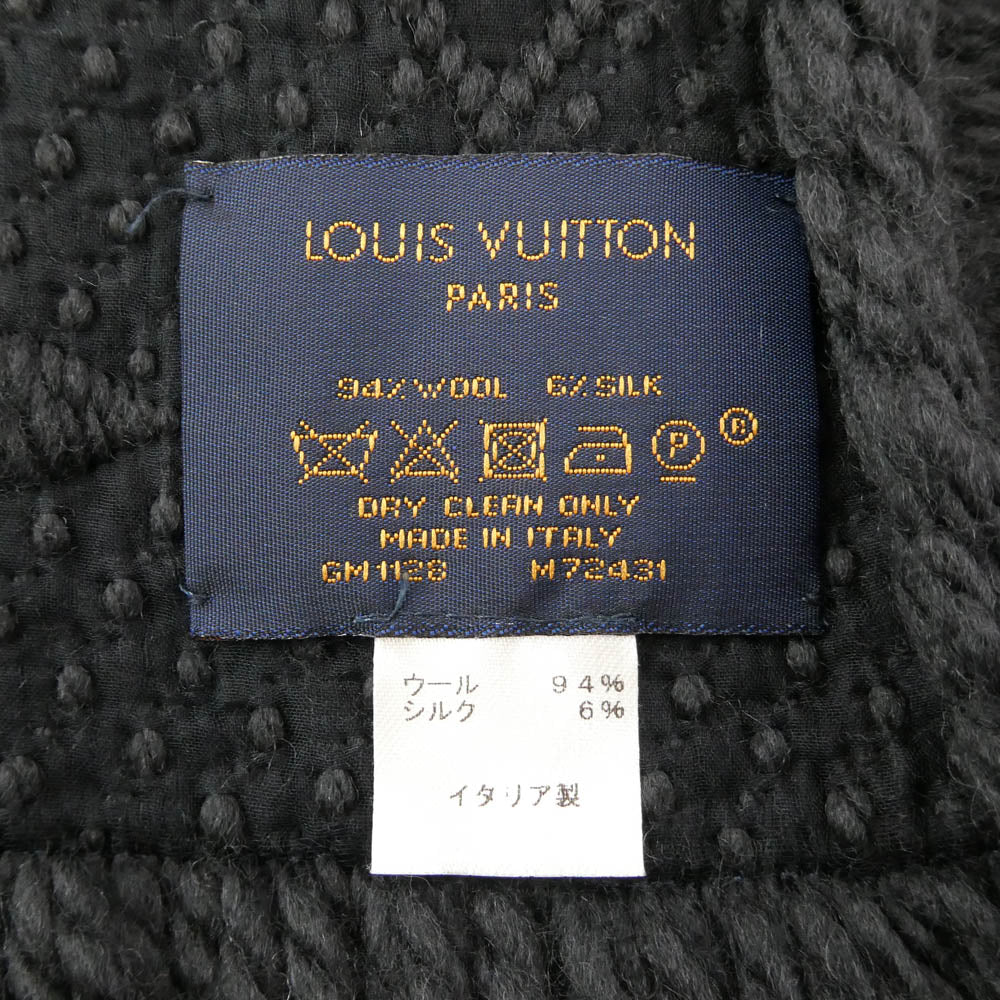 LOUIS VUITTON
PARIS
94% WOOL 6% SILK
P ®
DRY CLEAN ONLY
MADE IN ITALY
GM1128 M72431
ウール 94%
シルク 6%
イタリア製